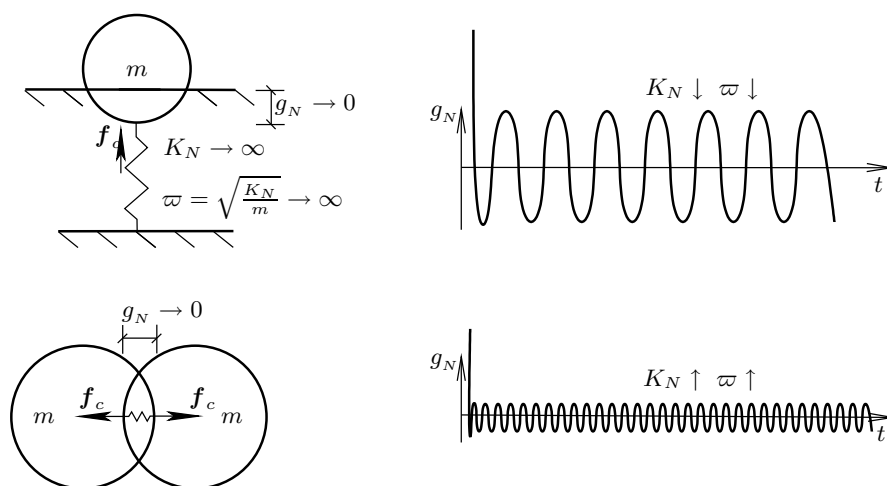 m
g_N → 0
f_c
K_N → ∞
ϖ = √(K_N/m) → ∞
K_N ↓ ϖ ↓
g_N
t
g_N → 0
m
f_c
f_c
m
K_N ↑ ϖ ↑
g_N
t